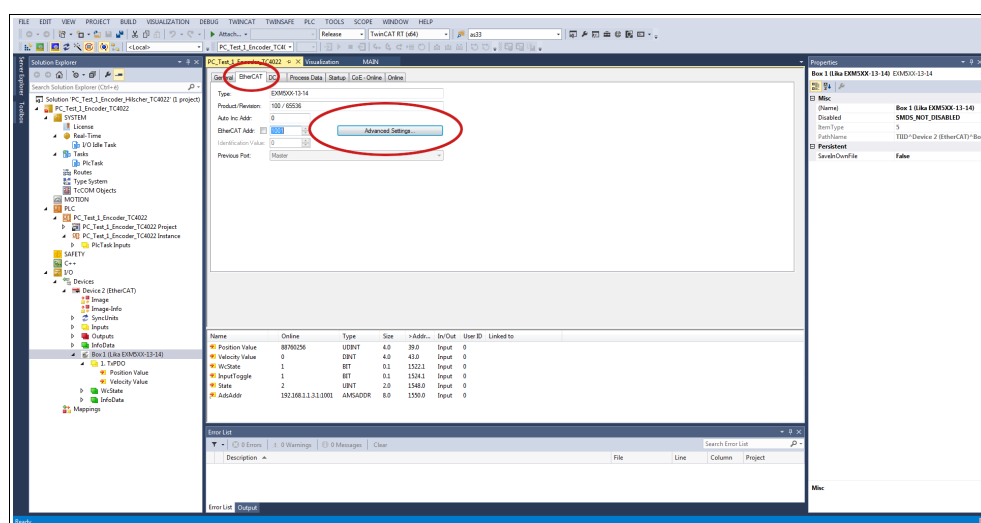 FILE EDIT VIEW PROJECT BUILD VISUALIZATION DEBUG TWINCAT TWINSAFE PLC TOOLS SCOPE WINDOW HELP
Attach... Release TwinCAT RT (x64) as33
<Local> PC_Test_1_Encoder_TC4
Server Explorer
Toolbox
Solution Explorer
Search Solution Explorer (Ctrl+è)
Solution 'PC_Test_1_Encoder_Hilscher_TC4022' (1 project)
PC_Test_1_Encoder_TC4022
SYSTEM
License
Real-Time
I/O Idle Task
Tasks
PlcTask
Routes
Type System
TcCOM Objects
MOTION
PLC
PC_Test_1_Encoder_TC4022
PC_Test_1_Encoder_TC4022 Project
PC_Test_1_Encoder_TC4022 Instance
PlcTask Inputs
SAFETY
C++
I/O
Devices
Device 2 (EtherCAT)
Image
Image-Info
SyncUnits
Inputs
Outputs
InfoData
Box 1 (Lika EXM5XX-13-14)
1. TxPDO
Position Value
Velocity Value
WcState
InfoData
Mappings
PC_Test_1_Encoder_TC4022 Visualization MAIN
General EtherCAT DC Process Data Startup CoE - Online Online
Type: EXM5XX-13-14
Product/Revision: 100 / 65536
Auto Inc Addr: 0
EtherCAT Addr: 1001 Advanced Settings...
Identification Value: 0
Previous Port: Master
Name Online Type Size >Addr... In/Out User ID Linked to
Position Value 88760256 UDINT 4.0 39.0 Input 0
Velocity Value 0 DINT 4.0 43.0 Input 0
WcState 1 BIT 0.1 1522.1 Input 0
InputToggle 1 BIT 0.1 1524.1 Input 0
State 2 UINT 2.0 1548.0 Input 0
AdsAddr 192.168.1.1.3.1:1001 AMSADDR 8.0 1550.0 Input 0
Error List
0 Errors 0 Warnings 0 Messages Clear Search Error List
Description File Line Column Project
Error List Output
Properties
Box 1 (Lika EXM5XX-13-14) EXM5XX-13-14
Misc
(Name) Box 1 (Lika EXM5XX-13-14)
Disabled SMDS_NOT_DISABLED
ItemType 5
PathName TIID^Device 2 (EtherCAT)^Bo
Persistent
SaveInOwnFile False
Misc
Ready